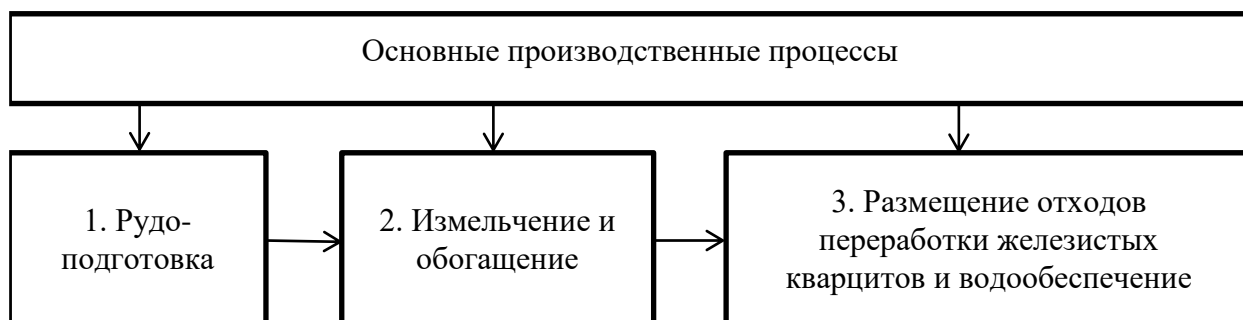 Основные производственные процессы
1. Рудо-
подготовка
2. Измельчение и
обогащение
3. Размещение отходов
переработки железистых
кварцитов и водообеспечение